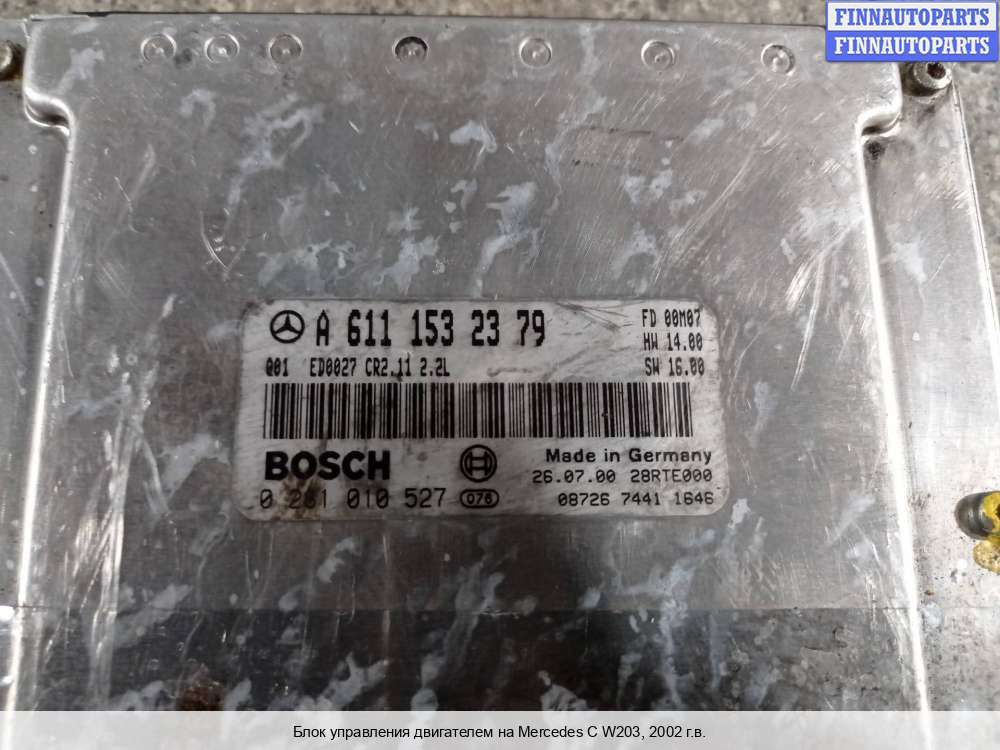 FINNAUTOPARTS
FINNAUTOPARTS
A 611 153 23 79
FD 00M07
HW 14.00
Q01 ED0027 CR2.11 2.2L
SW 16.00
BOSCH
Made in Germany
26.07.00 28RTE000
0 281 010 527 078
08726 7441 1646
Блок управления двигателем на Mercedes C W203, 2002 г.в.